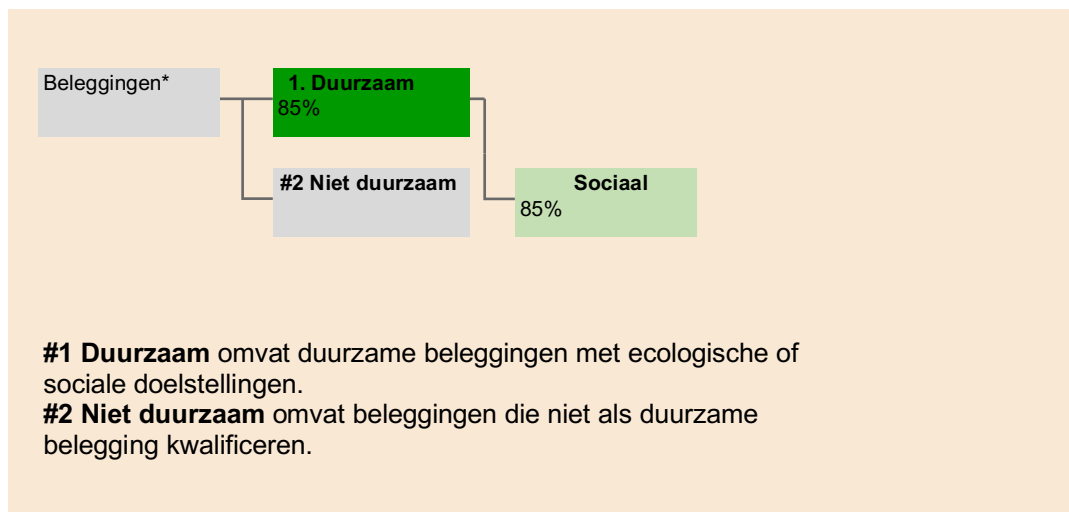 Beleggingen*
1. Duurzaam
85%
#2 Niet duurzaam
Sociaal
85%
#1 Duurzaam omvat duurzame beleggingen met ecologische of
sociale doelstellingen.
#2 Niet duurzaam omvat beleggingen die niet als duurzame
belegging kwalificeren.